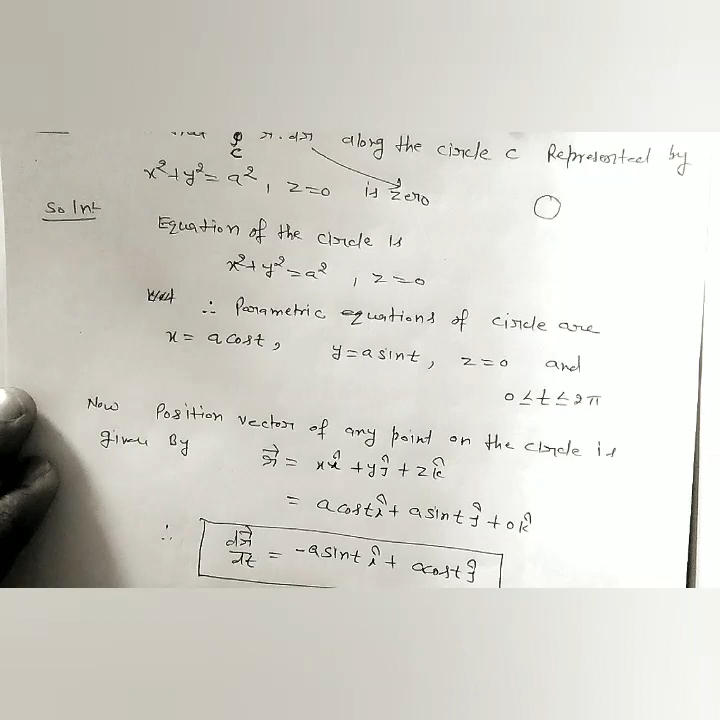 ∮ r. dr along the circle c Represented by
C
x²+y²=a², z=0 is zero
Soln:
Equation of the circle is
x²+y²=a², z=0
∴ Parametric equations of circle are
x= a cost, y=a sint, z=0 and
0≤t≤2π
Now Position vector of any point on the circle is
given By r⃗ = xî +yĵ + zk̂
= a cost î + a sint ĵ + 0k̂
∴ dr⃗/dt = -a sint î + a cost ĵ